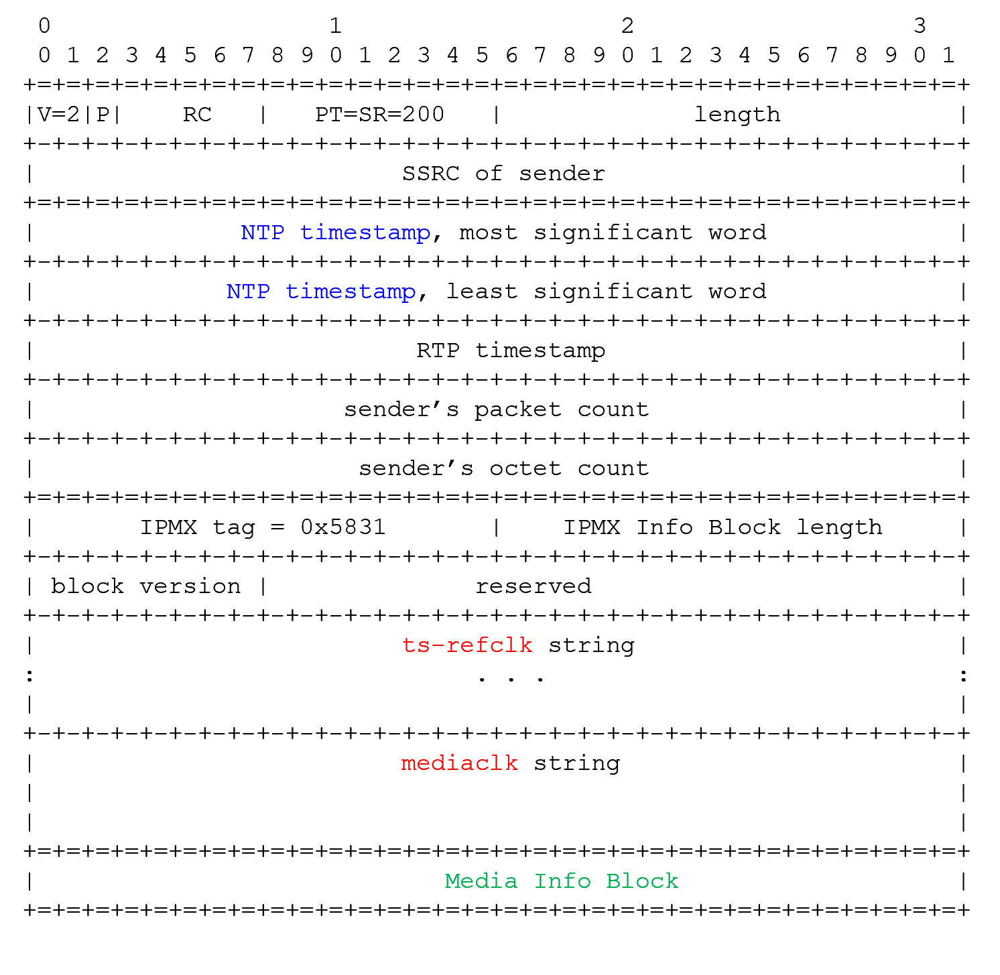 0                   1                   2                   3
 0 1 2 3 4 5 6 7 8 9 0 1 2 3 4 5 6 7 8 9 0 1 2 3 4 5 6 7 8 9 0 1
+=+=+=+=+=+=+=+=+=+=+=+=+=+=+=+=+=+=+=+=+=+=+=+=+=+=+=+=+=+=+=+=+
|V=2|P|    RC   |   PT=SR=200   |             length            |
+-+-+-+-+-+-+-+-+-+-+-+-+-+-+-+-+-+-+-+-+-+-+-+-+-+-+-+-+-+-+-+-+
|                         SSRC of sender                        |
+=+=+=+=+=+=+=+=+=+=+=+=+=+=+=+=+=+=+=+=+=+=+=+=+=+=+=+=+=+=+=+=+
|              NTP timestamp, most significant word             |
+-+-+-+-+-+-+-+-+-+-+-+-+-+-+-+-+-+-+-+-+-+-+-+-+-+-+-+-+-+-+-+-+
|             NTP timestamp, least significant word             |
+-+-+-+-+-+-+-+-+-+-+-+-+-+-+-+-+-+-+-+-+-+-+-+-+-+-+-+-+-+-+-+-+
|                          RTP timestamp                        |
+-+-+-+-+-+-+-+-+-+-+-+-+-+-+-+-+-+-+-+-+-+-+-+-+-+-+-+-+-+-+-+-+
|                     sender’s packet count                     |
+-+-+-+-+-+-+-+-+-+-+-+-+-+-+-+-+-+-+-+-+-+-+-+-+-+-+-+-+-+-+-+-+
|                      sender’s octet count                     |
+=+=+=+=+=+=+=+=+=+=+=+=+=+=+=+=+=+=+=+=+=+=+=+=+=+=+=+=+=+=+=+=+
|       IPMX tag = 0x5831       |    IPMX Info Block length     |
+-+-+-+-+-+-+-+-+-+-+-+-+-+-+-+-+-+-+-+-+-+-+-+-+-+-+-+-+-+-+-+-+
| block version |              reserved                         |
+-+-+-+-+-+-+-+-+-+-+-+-+-+-+-+-+-+-+-+-+-+-+-+-+-+-+-+-+-+-+-+-+
|                         ts-refclk string                      |
:                              . . .                            :
|                                                               |
+-+-+-+-+-+-+-+-+-+-+-+-+-+-+-+-+-+-+-+-+-+-+-+-+-+-+-+-+-+-+-+-+
|                         mediaclk string                       |
|                                                               |
|                                                               |
+=+=+=+=+=+=+=+=+=+=+=+=+=+=+=+=+=+=+=+=+=+=+=+=+=+=+=+=+=+=+=+=+
|                            Media Info Block                   |
+=+=+=+=+=+=+=+=+=+=+=+=+=+=+=+=+=+=+=+=+=+=+=+=+=+=+=+=+=+=+=+=+